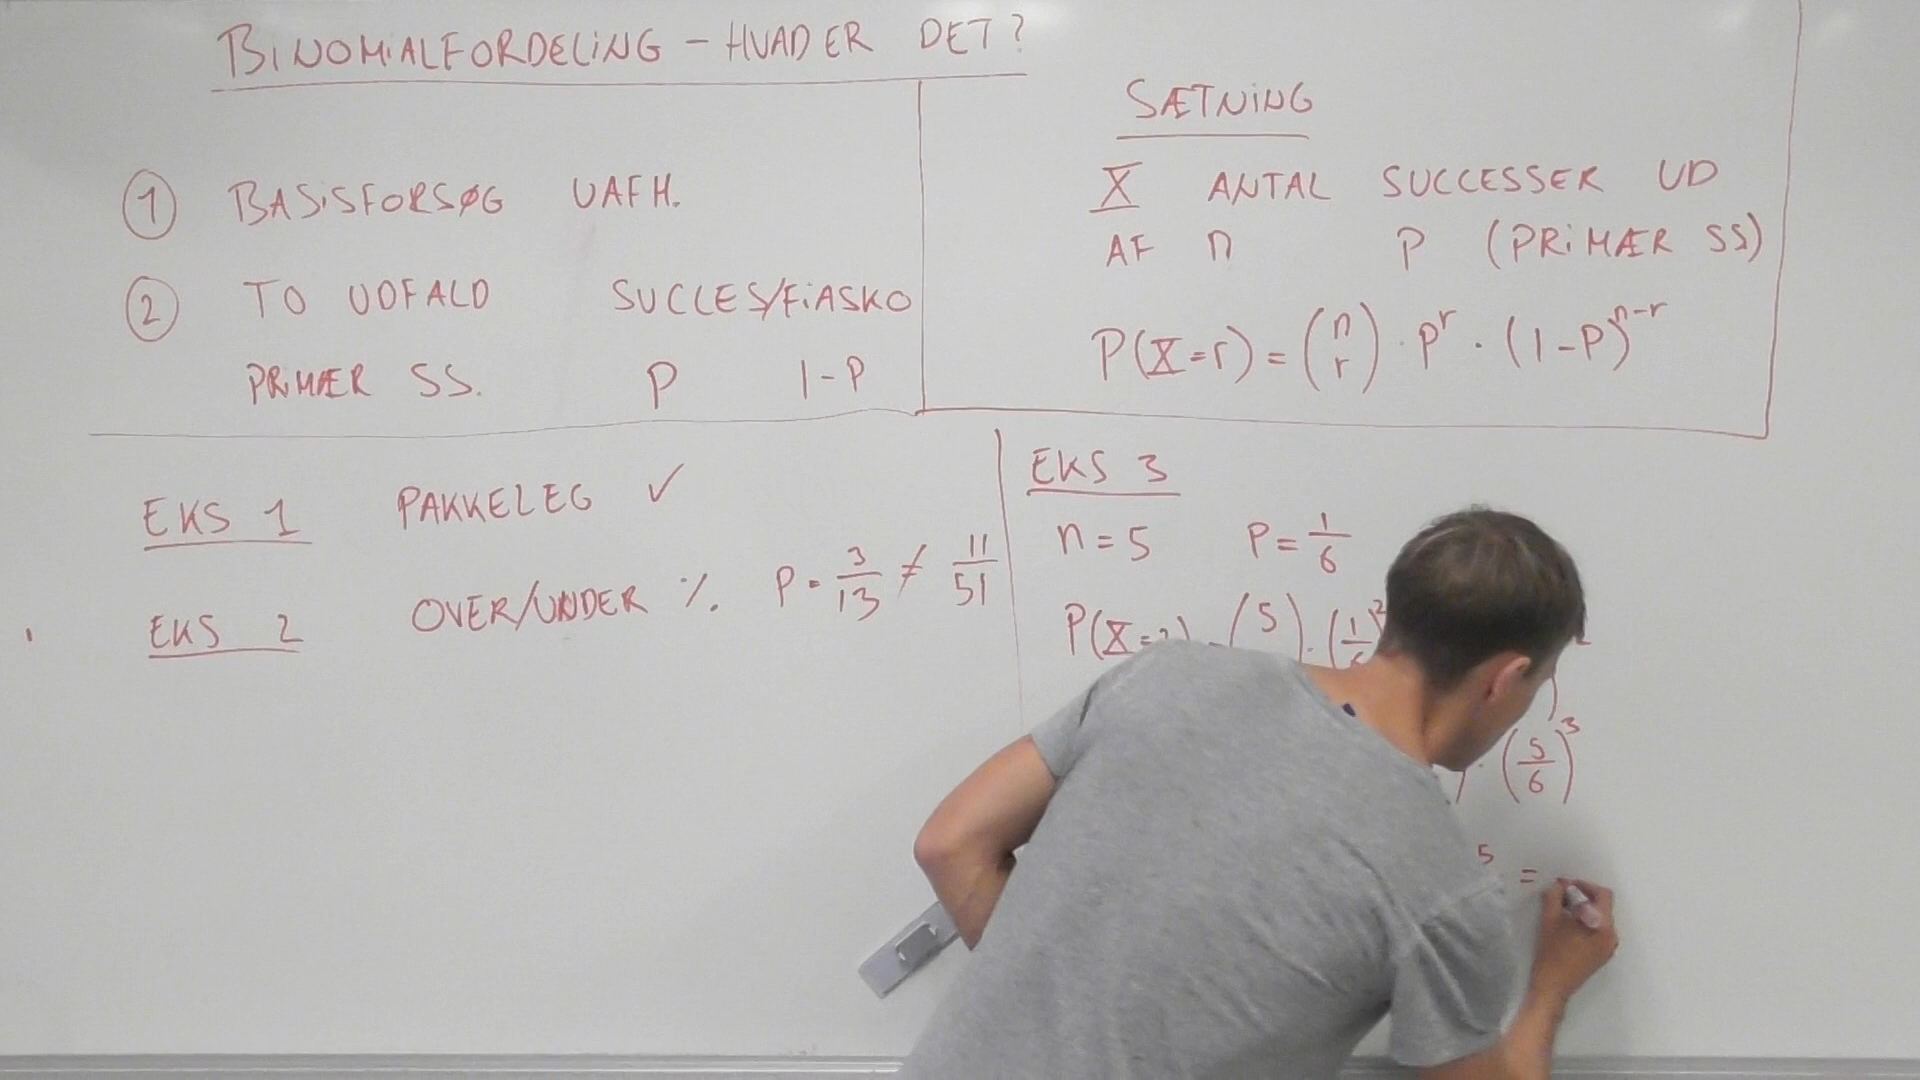 BINOMIALFORDELING - HVAD ER DET?
① BASISFORSØG UAFH.
② TO UDFALD SUCCES/FIASKO
PRIMÆR SS. P 1-P
SÆTNING
X ANTAL SUCCESSER UD
AF n P (PRIMÆR SS)
P(X=r) = (n r) · P^r · (1-P)^n-r
EKS 1 PAKKELEG ✓
EKS 2 OVER/UNDER %. P = 3/13 ≠ 11/51
EKS 3
n = 5 P = 1/6
P(X= (5 ) · (1/ )^2
· (5/6)^3
5 =